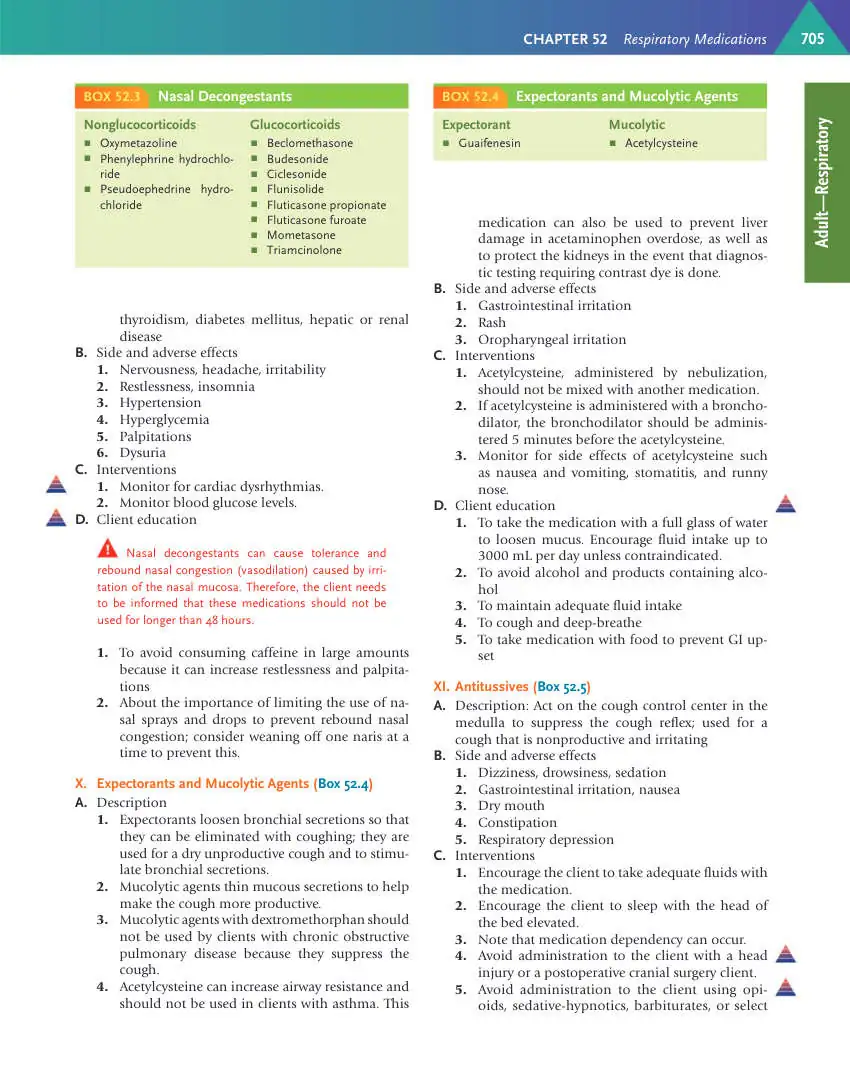 CHAPTER 52 Respiratory Medications 705
BOX 52.3 Nasal Decongestants
Nonglucocorticoids
■ Oxymetazoline
■ Phenylephrine hydrochlo-
ride
■ Pseudoephedrine hydro-
chloride
Glucocorticoids
■ Beclomethasone
■ Budesonide
■ Ciclesonide
■ Flunisolide
■ Fluticasone propionate
■ Fluticasone furoate
■ Mometasone
■ Triamcinolone
thyroidism, diabetes mellitus, hepatic or renal
disease
B. Side and adverse effects
1. Nervousness, headache, irritability
2. Restlessness, insomnia
3. Hypertension
4. Hyperglycemia
5. Palpitations
6. Dysuria
C. Interventions
1. Monitor for cardiac dysrhythmias.
2. Monitor blood glucose levels.
D. Client education
Nasal decongestants can cause tolerance and
rebound nasal congestion (vasodilation) caused by irri-
tation of the nasal mucosa. Therefore, the client needs
to be informed that these medications should not be
used for longer than 48 hours.
1. To avoid consuming caffeine in large amounts
because it can increase restlessness and palpita-
tions
2. About the importance of limiting the use of na-
sal sprays and drops to prevent rebound nasal
congestion; consider weaning off one naris at a
time to prevent this.
X. Expectorants and Mucolytic Agents (Box 52.4)
A. Description
1. Expectorants loosen bronchial secretions so that
they can be eliminated with coughing; they are
used for a dry unproductive cough and to stimu-
late bronchial secretions.
2. Mucolytic agents thin mucous secretions to help
make the cough more productive.
3. Mucolytic agents with dextromethorphan should
not be used by clients with chronic obstructive
pulmonary disease because they suppress the
cough.
4. Acetylcysteine can increase airway resistance and
should not be used in clients with asthma. This
BOX 52.4 Expectorants and Mucolytic Agents
Expectorant
■ Guaifenesin
Mucolytic
■ Acetylcysteine
medication can also be used to prevent liver
damage in acetaminophen overdose, as well as
to protect the kidneys in the event that diagnos-
tic testing requiring contrast dye is done.
B. Side and adverse effects
1. Gastrointestinal irritation
2. Rash
3. Oropharyngeal irritation
C. Interventions
1. Acetylcysteine, administered by nebulization,
should not be mixed with another medication.
2. If acetylcysteine is administered with a broncho-
dilator, the bronchodilator should be adminis-
tered 5 minutes before the acetylcysteine.
3. Monitor for side effects of acetylcysteine such
as nausea and vomiting, stomatitis, and runny
nose.
D. Client education
1. To take the medication with a full glass of water
to loosen mucus. Encourage fluid intake up to
3000 mL per day unless contraindicated.
2. To avoid alcohol and products containing alco-
hol
3. To maintain adequate fluid intake
4. To cough and deep-breathe
5. To take medication with food to prevent GI up-
set
XI. Antitussives (Box 52.5)
A. Description: Act on the cough control center in the
medulla to suppress the cough reflex; used for a
cough that is nonproductive and irritating
B. Side and adverse effects
1. Dizziness, drowsiness, sedation
2. Gastrointestinal irritation, nausea
3. Dry mouth
4. Constipation
5. Respiratory depression
C. Interventions
1. Encourage the client to take adequate fluids with
the medication.
2. Encourage the client to sleep with the head of
the bed elevated.
3. Note that medication dependency can occur.
4. Avoid administration to the client with a head
injury or a postoperative cranial surgery client.
5. Avoid administration to the client using opi-
oids, sedative-hypnotics, barbiturates, or select
Adult—Respiratory